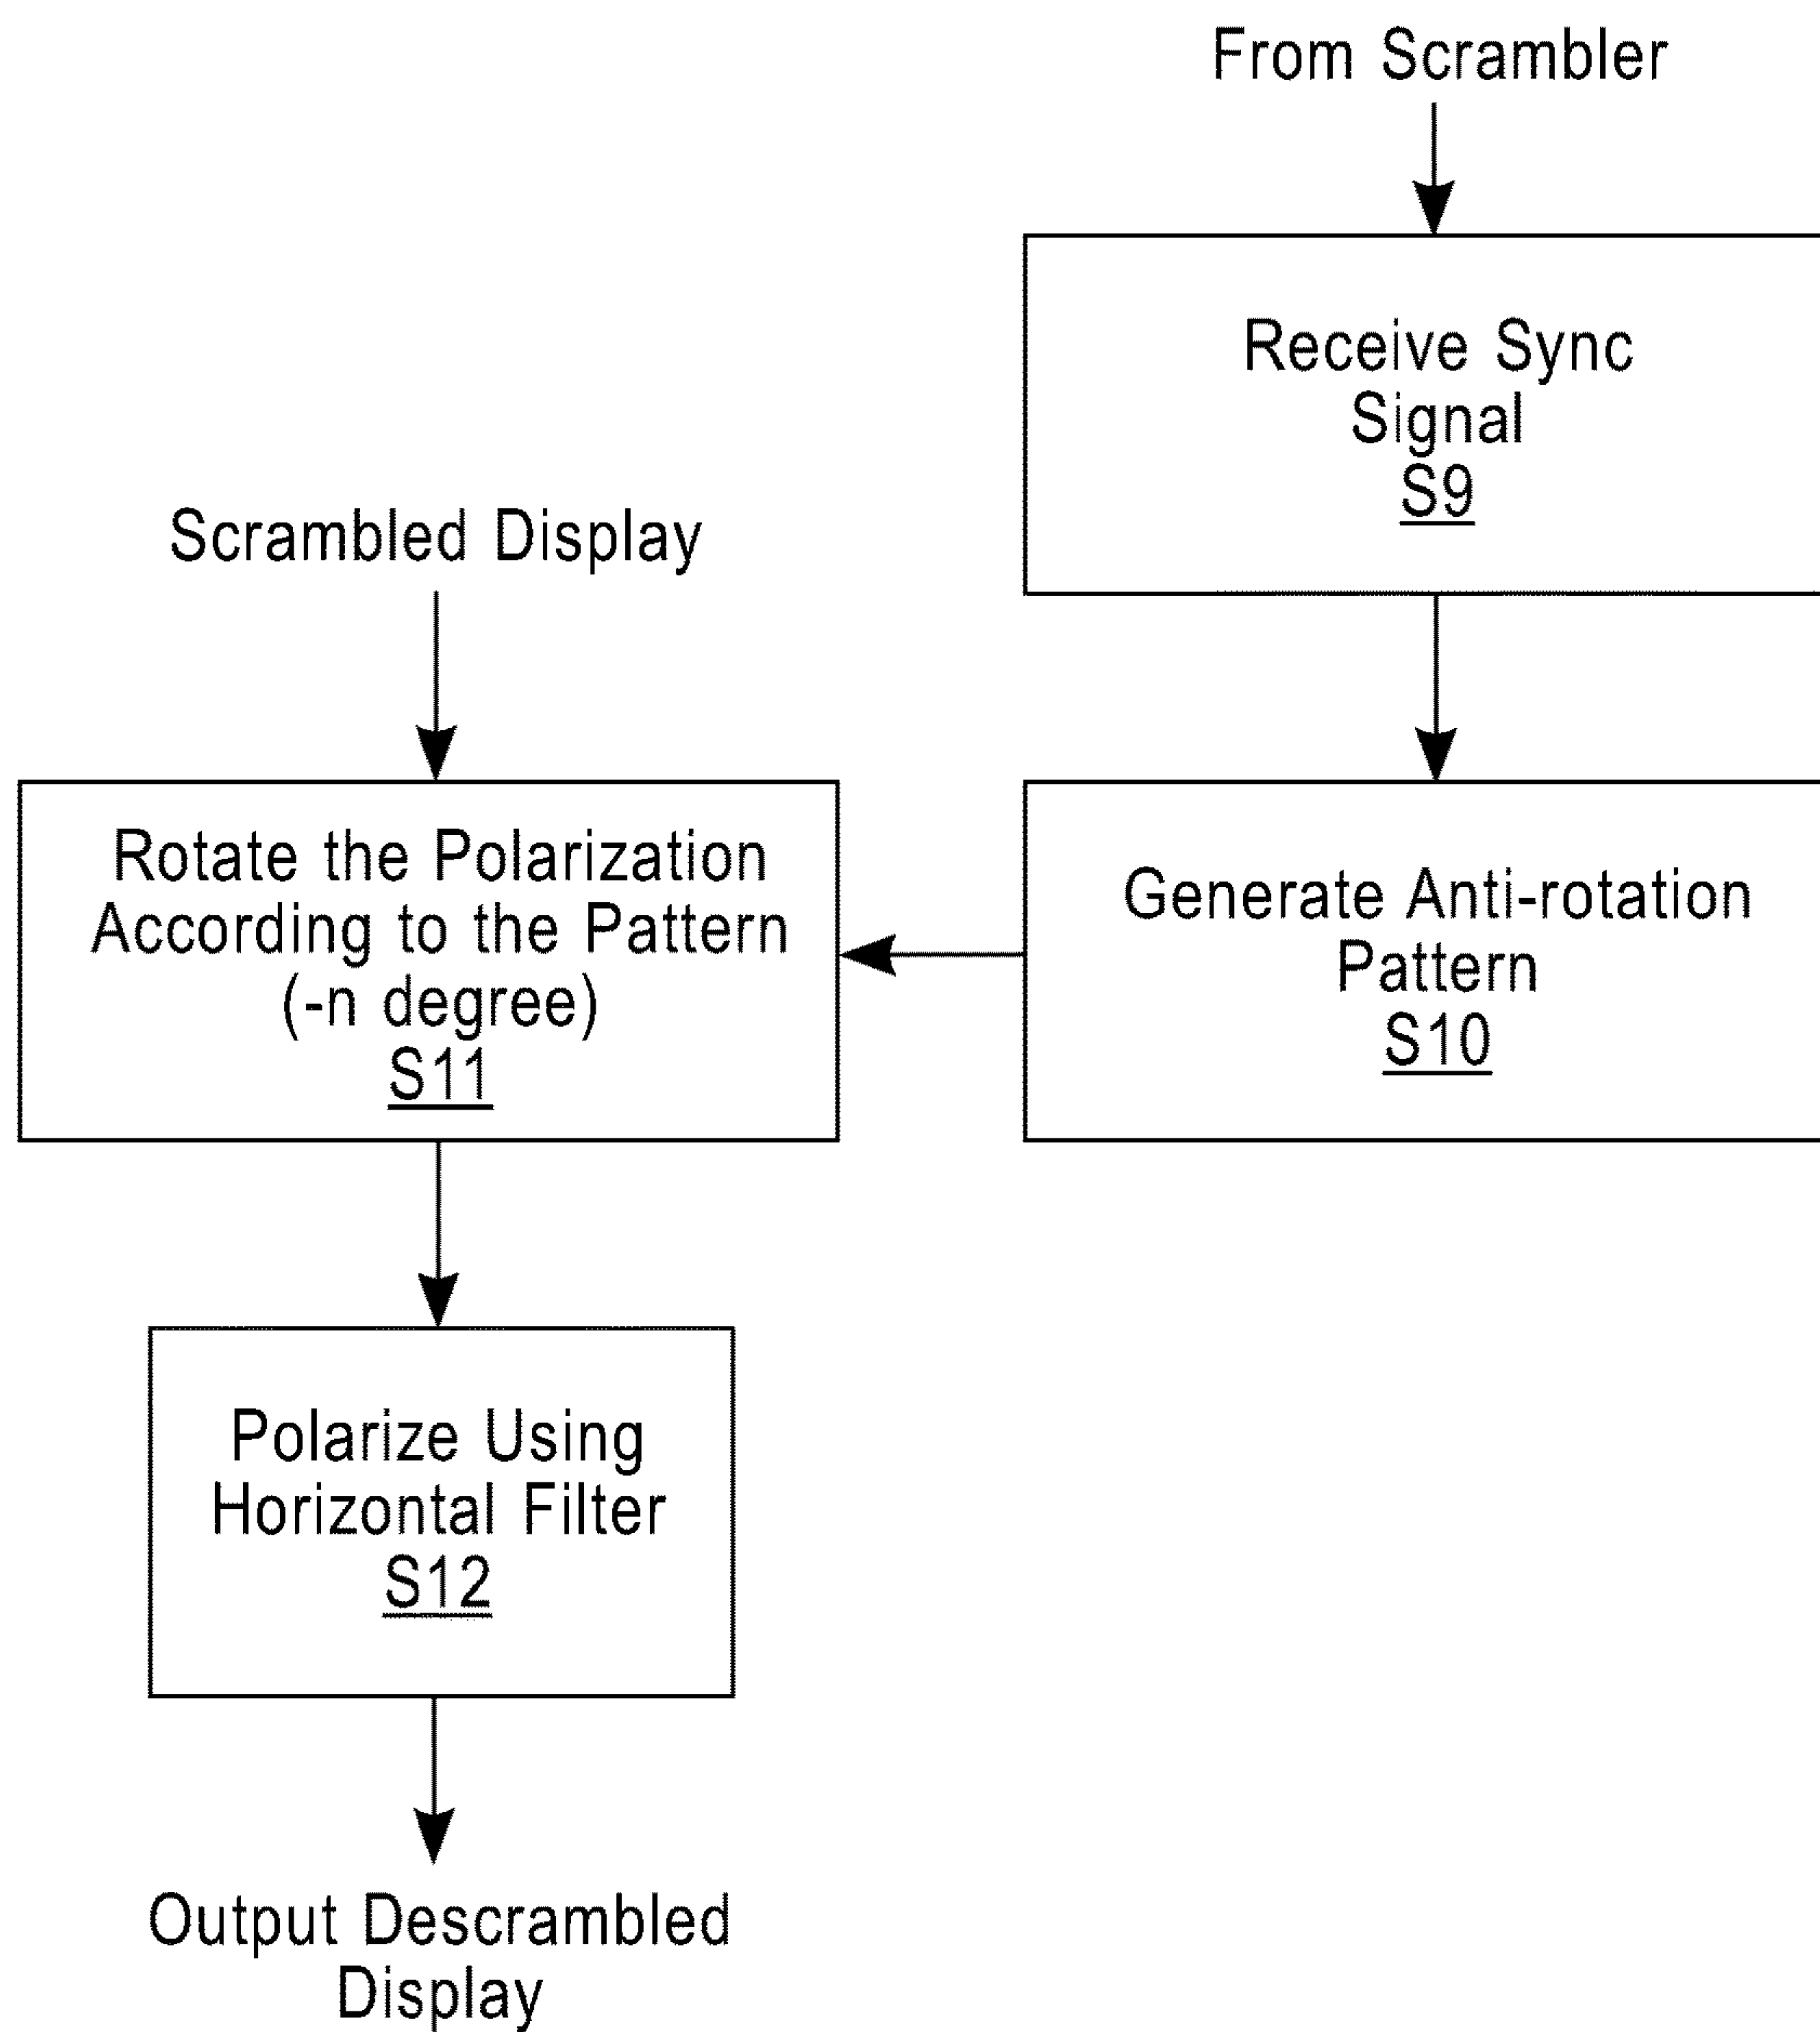 From Scrambler
Receive Sync
Signal
S9
Scrambled Display
Rotate the Polarization
According to the Pattern
(-n degree)
S11
Generate Anti-rotation
Pattern
S10
Polarize Using
Horizontal Filter
S12
Output Descrambled
Display